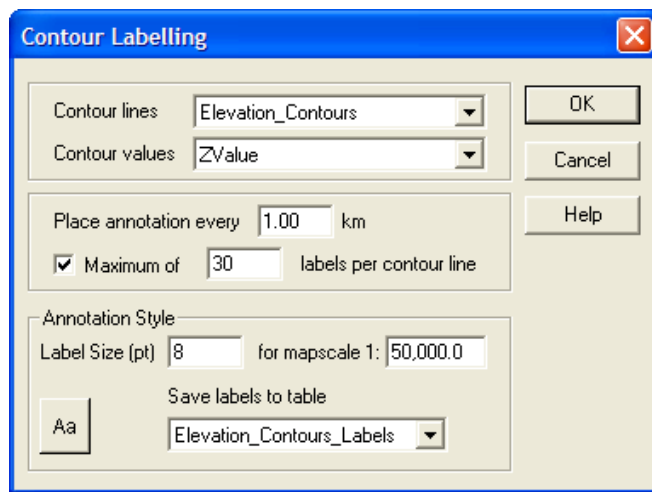 Contour Labelling
Contour lines Elevation_Contours OK
Contour values ZValue Cancel
Place annotation every 1.00 km Help
Maximum of 30 labels per contour line
Annotation Style
Label Size (pt) 8 for mapscale 1: 50,000.0
Save labels to table
Aa Elevation_Contours_Labels